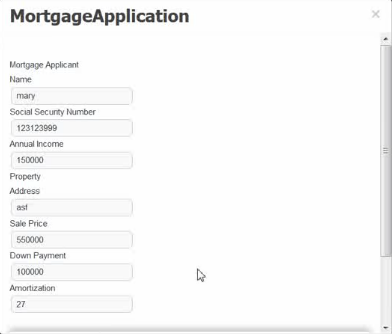 MortgageApplication
Mortgage Applicant
Name
mary
Social Security Number
123123999
Annual Income
150000
Property
Address
asf
Sale Price
550000
Down Payment
100000
Amortization
27